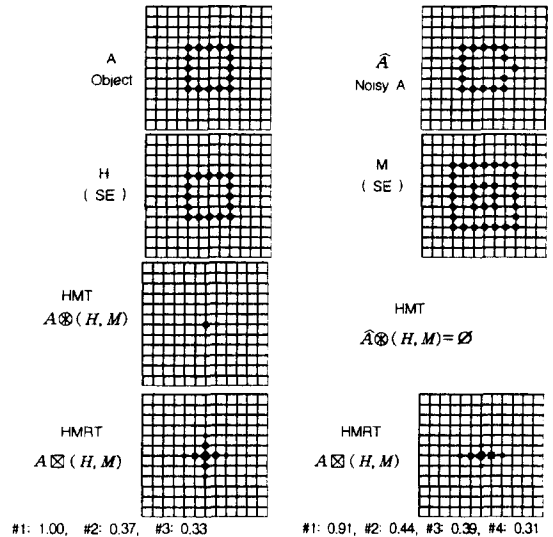 A
Object
Â
Noisy A
H
( SE )
M
( SE )
HMT
A⊛(H, M)
HMT
Â⊛(H, M)=Ø
HMRT
A⊠(H, M)
HMRT
A⊠(H, M)
#1: 1.00, #2: 0.37, #3: 0.33
#1: 0.91, #2: 0.44, #3: 0.39, #4: 0.31